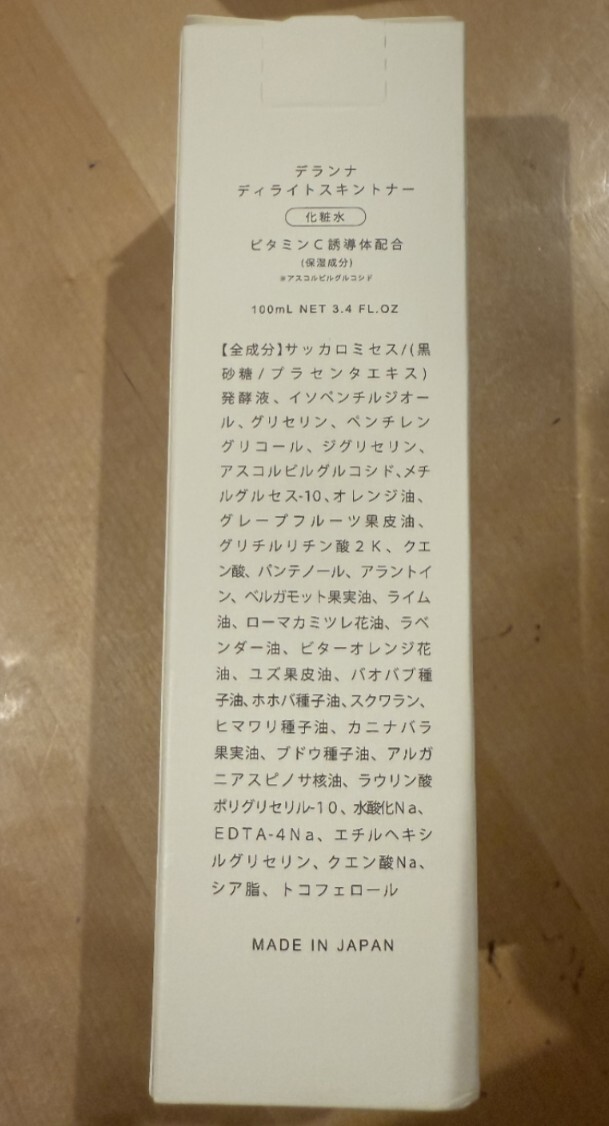 デランナ
ディライトスキントナー
化粧水
ビタミンC誘導体配合
(保湿成分)
※アスコルビルグルコシド
100mL NET 3.4 FL.OZ
【全成分】サッカロミセス/(黒
砂糖/プラセンタエキス)
発酵液、イソペンチルジオー
ル、グリセリン、ペンチレン
グリコール、ジグリセリン、
アスコルビルグルコシド、メチ
ルグルセス-10、オレンジ油、
グレープフルーツ果皮油、
グリチルリチン酸2K、クエ
ン酸、パンテノール、アラントイ
ン、ベルガモット果実油、ライム
油、ローマカミツレ花油、ラベ
ンダー油、ビターオレンジ花
油、ユズ果皮油、バオバブ種
子油、ホホバ種子油、スクワラン、
ヒマワリ種子油、カニナバラ
果実油、ブドウ種子油、アルガ
ニアスピノサ核油、ラウリン酸
ポリグリセリル-10、水酸化Na、
EDTA-4Na、エチルヘキシ
ルグリセリン、クエン酸Na、
シア脂、トコフェロール
MADE IN JAPAN